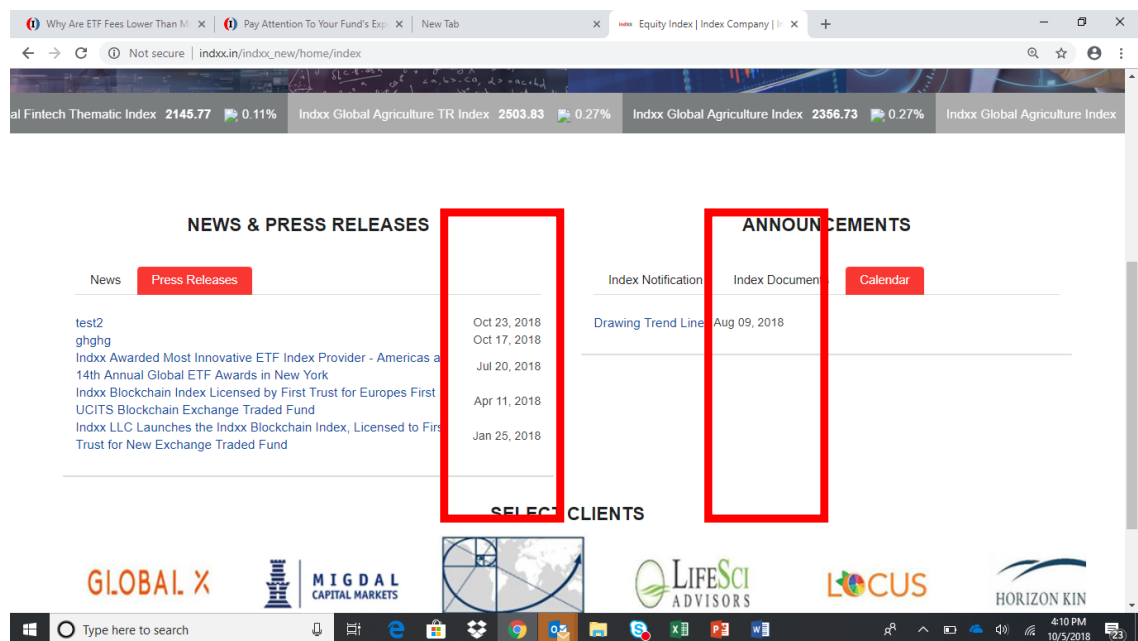 Why Are ETF Fees Lower Than M
Pay Attention To Your Fund's Exp
New Tab
Equity Index | Index Company | In
Not secure | indxx.in/indxx_new/home/index
al Fintech Thematic Index 2145.77 0.11%
Indxx Global Agriculture TR Index 2503.83 0.27%
Indxx Global Agriculture Index 2356.73 0.27%
Indxx Global Agriculture Index
NEWS & PRESS RELEASES
News Press Releases
test2 Oct 23, 2018
ghghg Oct 17, 2018
Indxx Awarded Most Innovative ETF Index Provider - Americas a
14th Annual Global ETF Awards in New York
Jul 20, 2018
Indxx Blockchain Index Licensed by First Trust for Europes First
UCITS Blockchain Exchange Traded Fund
Apr 11, 2018
Indxx LLC Launches the Indxx Blockchain Index, Licensed to Firs
Trust for New Exchange Traded Fund
Jan 25, 2018
ANNOUNCEMENTS
Index Notification Index Documents Calendar
Drawing Trend Line Aug 09, 2018
SELECT CLIENTS
GLOBAL X
MIGDAL
CAPITAL MARKETS
LIFESCI
ADVISORS
LOCUS
HORIZON KIN
Type here to search
4:10 PM
10/5/2018
23